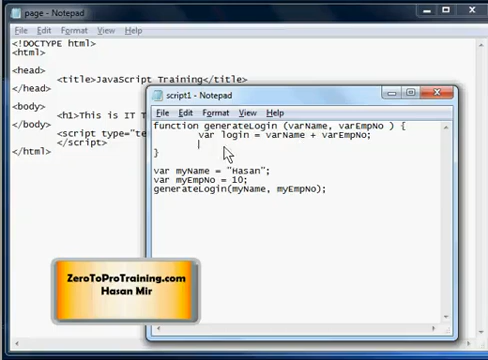 page - Notepad
File Edit Format View Help
<!DOCTYPE html>
<html>
<head>
<title>JavaScript Training</title>
</head>
<body>
<h1>This is IT T
</body>
<script type="te
</script>
</html>
script1 - Notepad
File Edit Format View Help
function generateLogin (varName, varEmpNo ) {
var login = varName + varEmpNo;
}
var myName = "Hasan";
var myEmpNo = 10;
generateLogin(myName, myEmpNo);
ZeroToProTraining.com
Hasan Mir